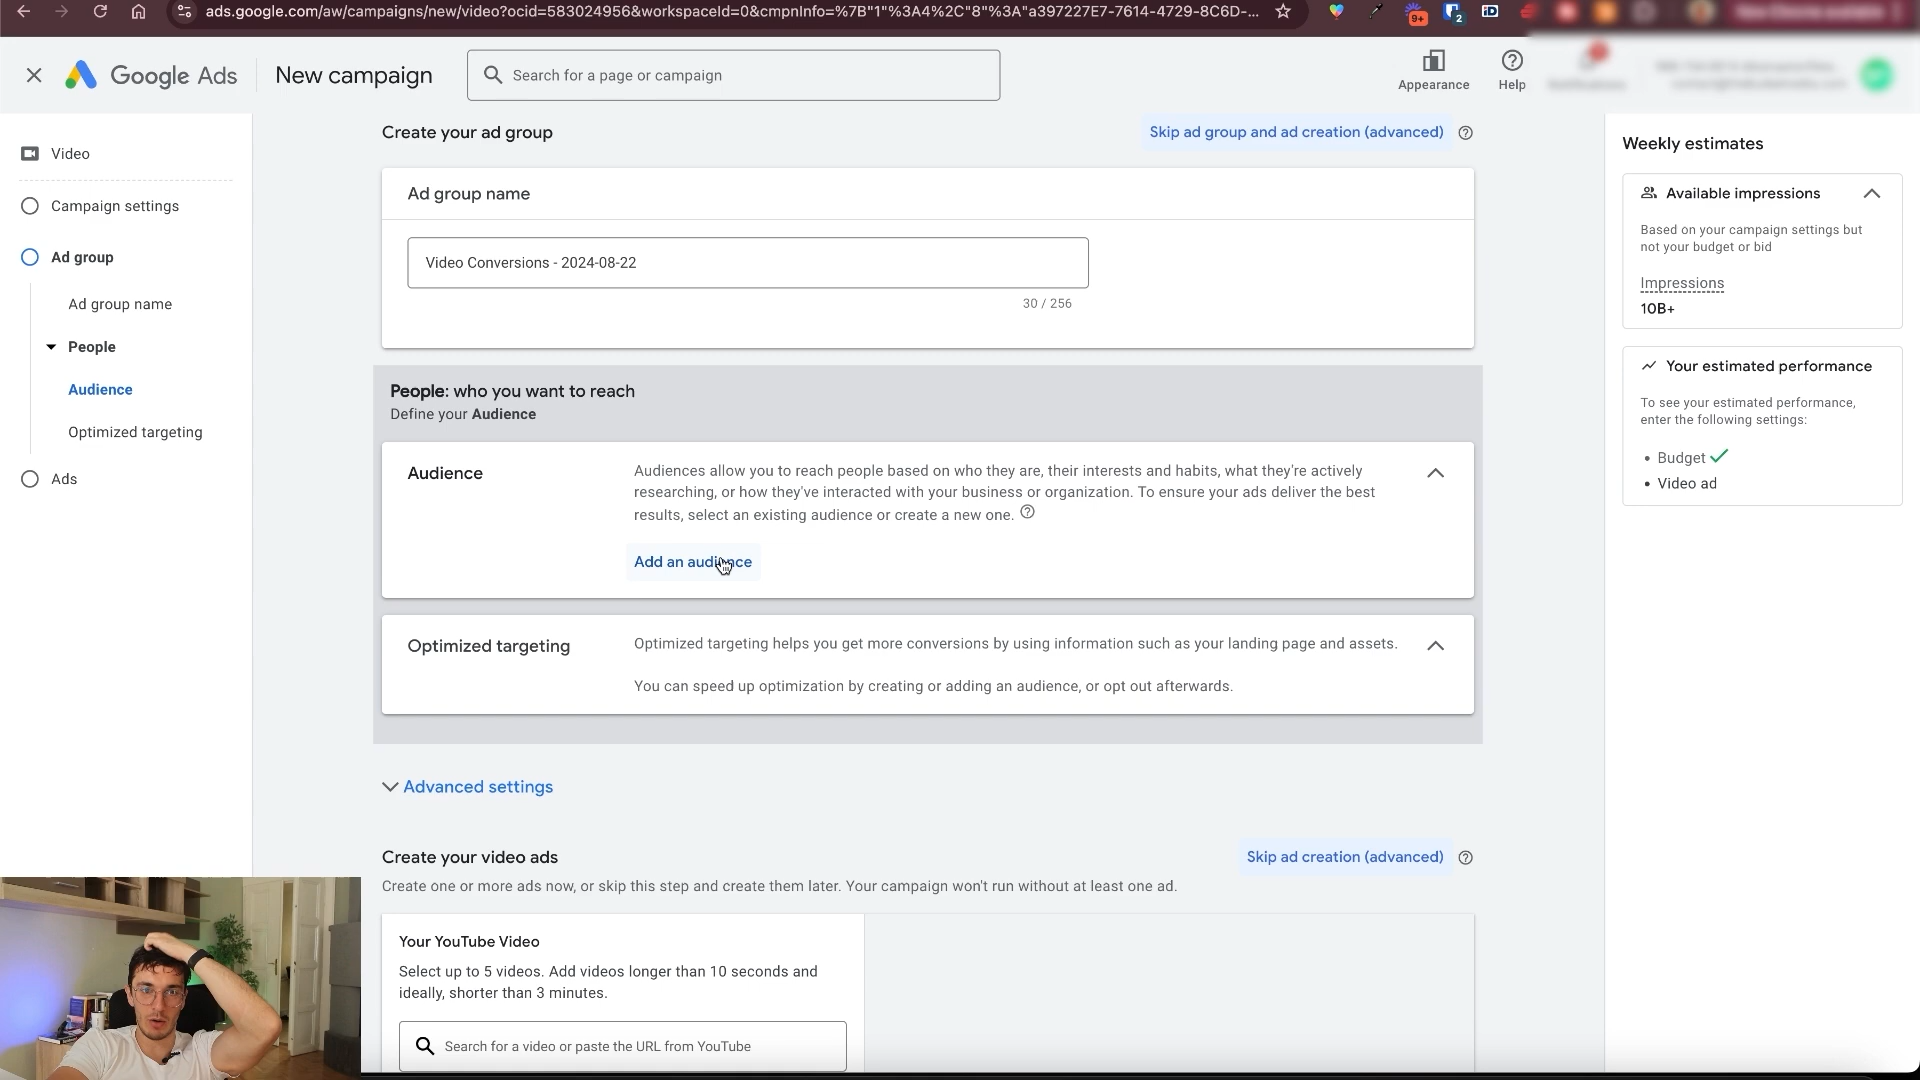 ads.google.com/aw/campaigns/new/video?ocid=583024956&workspaceId=0&cmpnInfo=%7B"1"%3A4%2C"8"%3A"a397227E7-7614-4729-8C6D-...
9+
2
Google Ads
New campaign
Search for a page or campaign
Appearance
Help
Video
Campaign settings
Ad group
Ad group name
People
Audience
Optimized targeting
Ads
Create your ad group
Skip ad group and ad creation (advanced)
Ad group name
Video Conversions - 2024-08-22
30 / 256
People: who you want to reach
Define your Audience
Audience
Audiences allow you to reach people based on who they are, their interests and habits, what they're actively
researching, or how they've interacted with your business or organization. To ensure your ads deliver the best
results, select an existing audience or create a new one.
Add an audience
Optimized targeting
Optimized targeting helps you get more conversions by using information such as your landing page and assets.
You can speed up optimization by creating or adding an audience, or opt out afterwards.
Advanced settings
Create your video ads
Skip ad creation (advanced)
Create one or more ads now, or skip this step and create them later. Your campaign won't run without at least one ad.
Your YouTube Video
Select up to 5 videos. Add videos longer than 10 seconds and
ideally, shorter than 3 minutes.
Search for a video or paste the URL from YouTube
Weekly estimates
Available impressions
Based on your campaign settings but
not your budget or bid
Impressions
10B+
Your estimated performance
To see your estimated performance,
enter the following settings:
• Budget
• Video ad